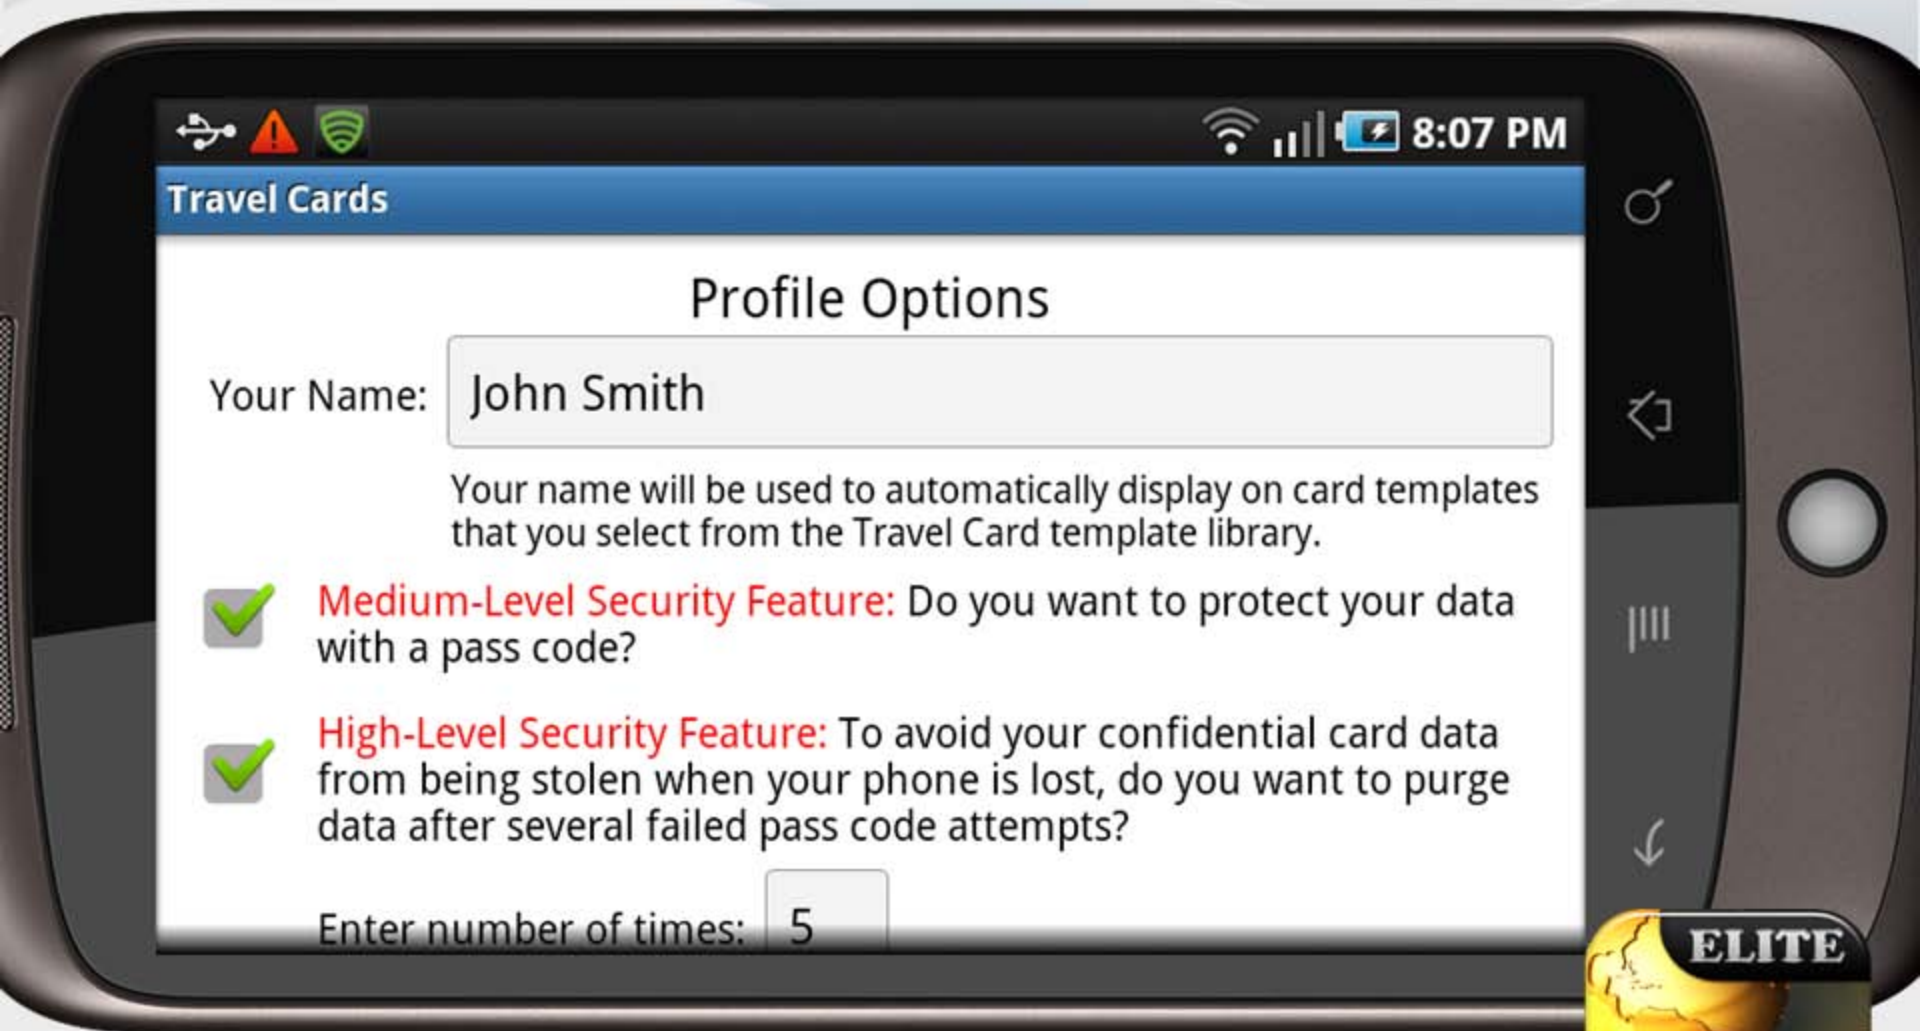 8:07 PM
Travel Cards
Profile Options
Your Name: John Smith
Your name will be used to automatically display on card templates
that you select from the Travel Card template library.
Medium-Level Security Feature: Do you want to protect your data
with a pass code?
High-Level Security Feature: To avoid your confidential card data
from being stolen when your phone is lost, do you want to purge
data after several failed pass code attempts?
Enter number of times: 5
ELITE